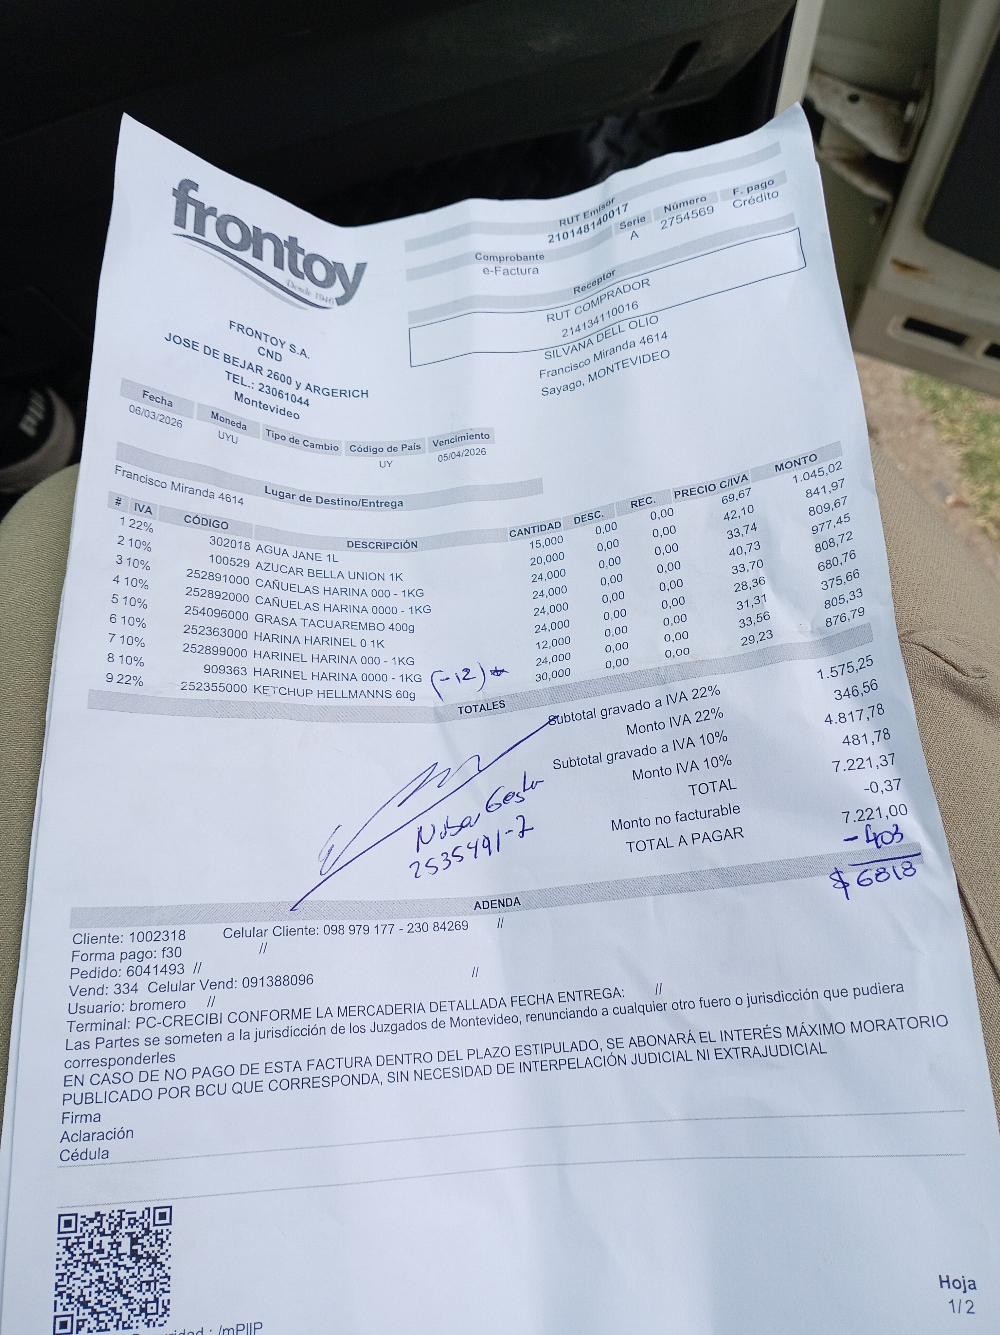 frontoy
Desde 1946
FRONTOY S.A.
CND
JOSE DE BEJAR 2600 y ARGERICH
TEL.: 23061044
Montevideo
RUT Emisor
210148140017
Serie
A
Número
2754569
F. pago
Crédito
Comprobante
e-Factura
Receptor
RUT COMPRADOR
214134110016
SILVANA DELL OLIO
Francisco Miranda 4614
Sayago, MONTEVIDEO
Fecha Moneda Tipo de Cambio Código de País Vencimiento
06/03/2026 UYU UY 05/04/2026
Lugar de Destino/Entrega
Francisco Miranda 4614
# IVA CÓDIGO DESCRIPCIÓN CANTIDAD DESC. REC. PRECIO C/IVA MONTO
1 22% 302018 AGUA JANE 1L 15,000 0,00 0,00 69,67 1.045,02
2 10% 100529 AZUCAR BELLA UNION 1K 20,000 0,00 0,00 42,10 841,97
3 10% 252891000 CAÑUELAS HARINA 000 - 1KG 24,000 0,00 0,00 33,74 809,67
4 10% 252892000 CAÑUELAS HARINA 0000 - 1KG 24,000 0,00 0,00 40,73 977,45
5 10% 254096000 GRASA TACUAREMBO 400g 24,000 0,00 0,00 33,70 808,72
6 10% 252363000 HARINA HARINEL 0 1K 24,000 0,00 0,00 28,36 680,76
7 10% 252899000 HARINEL HARINA 000 - 1KG 12,000 0,00 0,00 31,31 375,66
8 10% 909363 HARINEL HARINA 0000 - 1KG (-12) 24,000 0,00 0,00 33,56 805,33
9 22% 252355000 KETCHUP HELLMANNS 60g 30,000 0,00 0,00 29,23 876,79
TOTALES
Subtotal gravado a IVA 22% 1.575,25
Monto IVA 22% 346,56
Subtotal gravado a IVA 10% 4.817,78
Monto IVA 10% 481,78
TOTAL 7.221,37
Monto no facturable -0,37
TOTAL A PAGAR 7.221,00
-403
$ 6818
2535491-2
ADENDA
Cliente: 1002318 Celular Cliente: 098 979 177 - 230 84269 //
Forma pago: f30 //
Pedido: 6041493 //
Vend: 334 Celular Vend: 091388096 //
Usuario: bromero //
Terminal: PC-CRECIBI CONFORME LA MERCADERIA DETALLADA FECHA ENTREGA: //
Las Partes se someten a la jurisdicción de los Juzgados de Montevideo, renunciando a cualquier otro fuero o jurisdicción que pudiera
corresponderles
EN CASO DE NO PAGO DE ESTA FACTURA DENTRO DEL PLAZO ESTIPULADO, SE ABONARÁ EL INTERÉS MÁXIMO MORATORIO
PUBLICADO POR BCU QUE CORRESPONDA, SIN NECESIDAD DE INTERPELACIÓN JUDICIAL NI EXTRAJUDICIAL
Firma
Aclaración
Cédula
Hoja
1/2